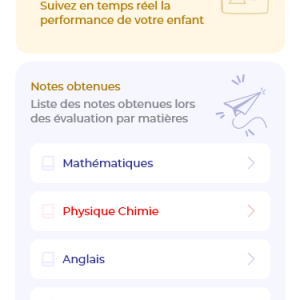 Suivez en temps réel la
performance de votre enfant
Notes obtenues
Liste des notes obtenues lors
des évaluation par matières
Mathématiques
Physique Chimie
Anglais